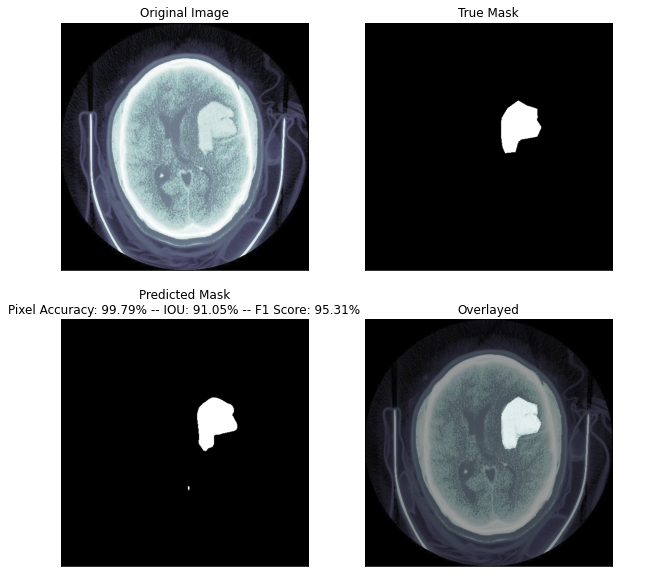 Original Image
True Mask
Predicted Mask
Pixel Accuracy: 99.79% -- IOU: 91.05% -- F1 Score: 95.31%
Overlayed